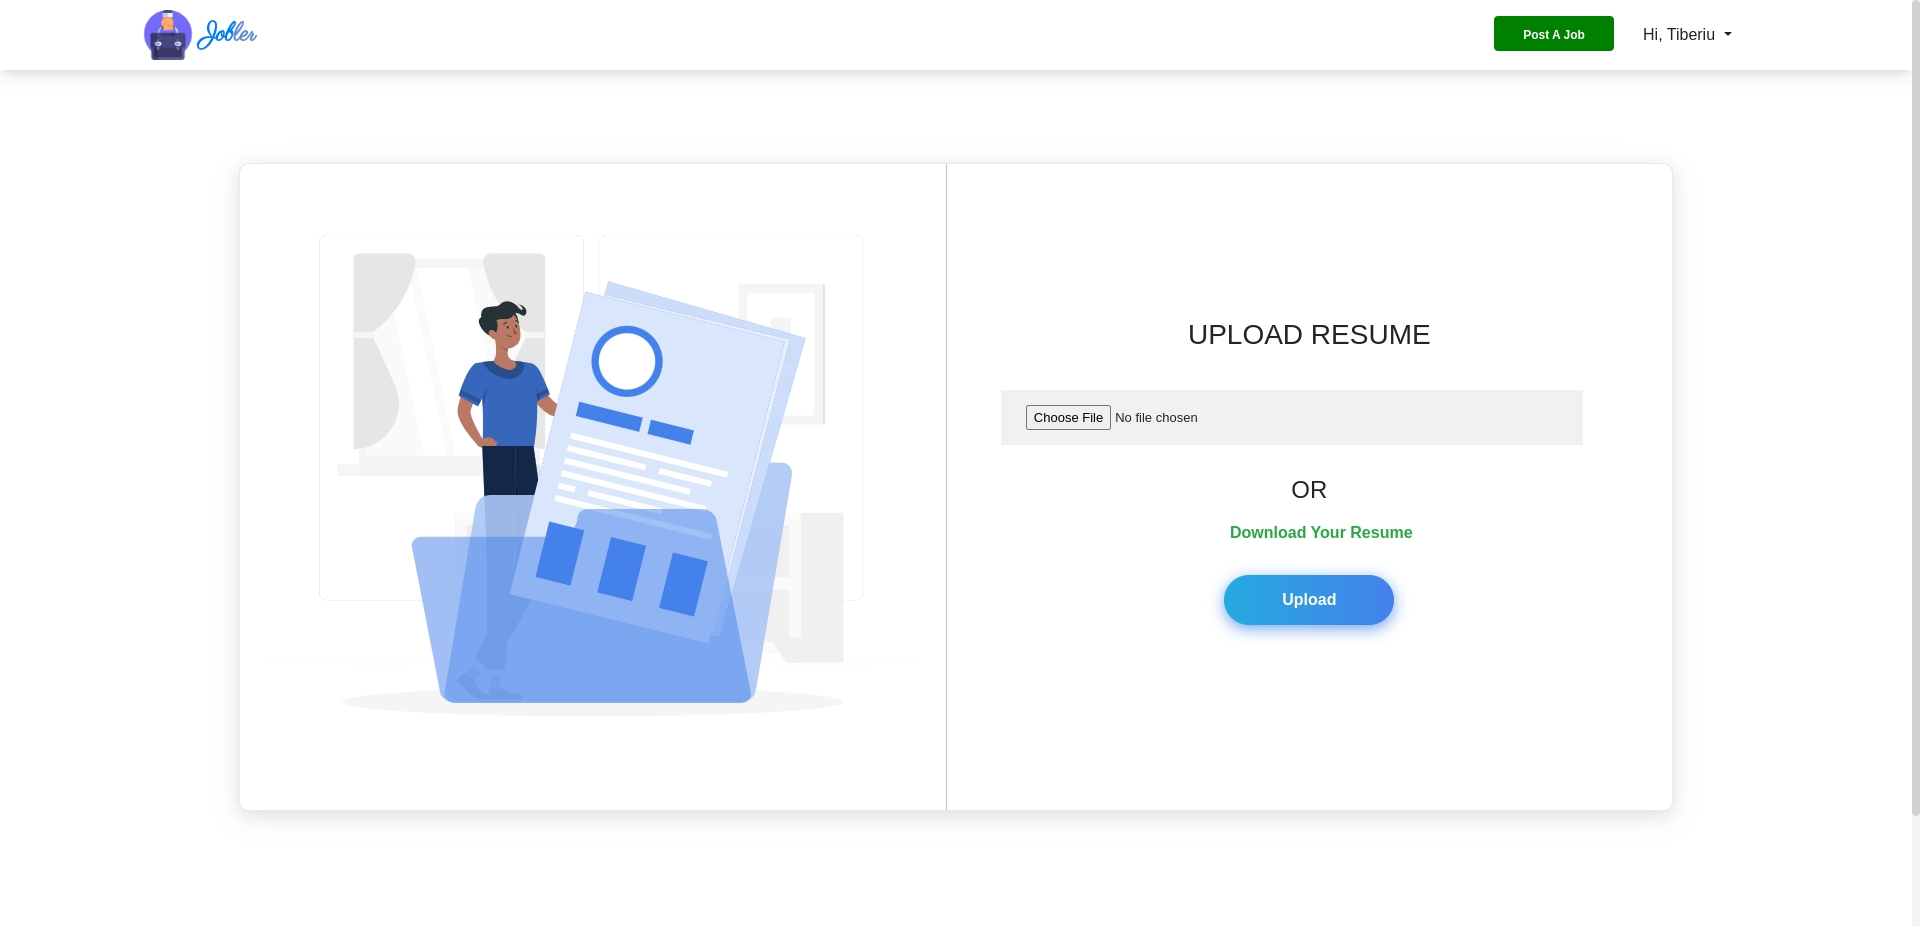 Jobler
Post A Job
Hi, Tiberiu
UPLOAD RESUME
Choose File No file chosen
OR
Download Your Resume
Upload